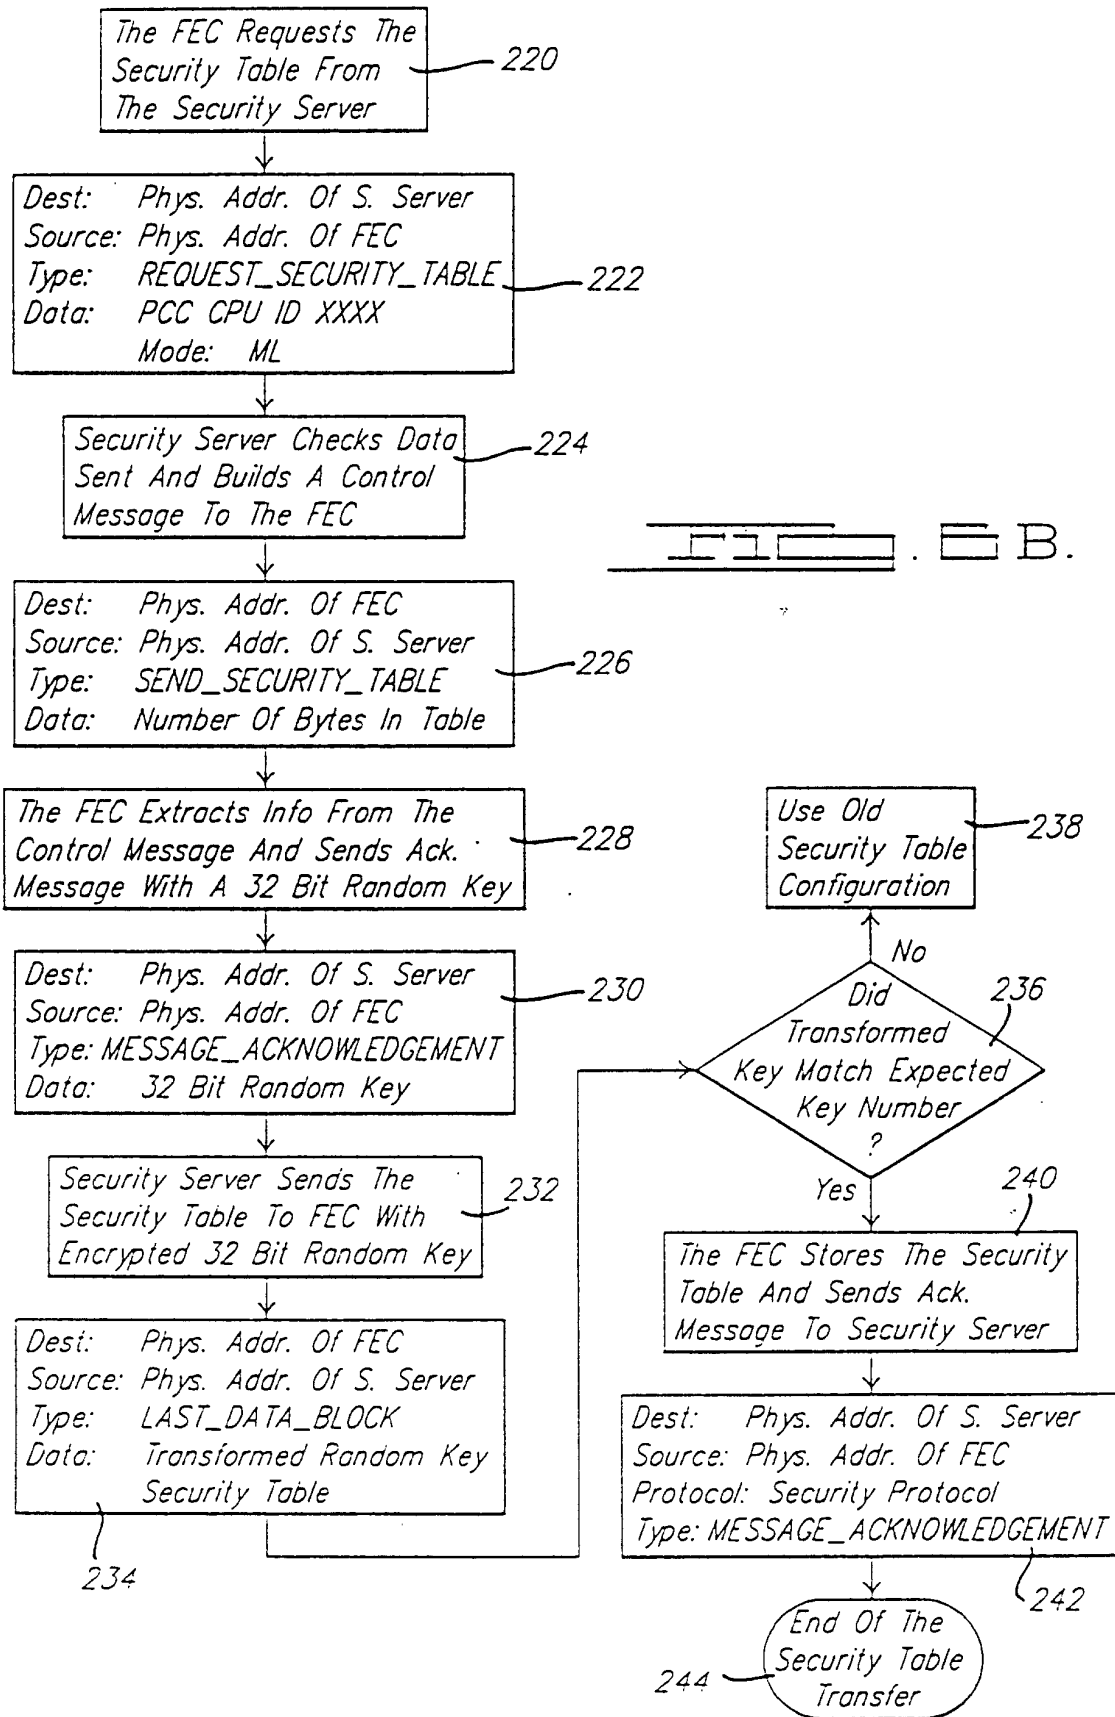 The FEC Requests The
Security Table From
The Security Server
220
Dest: Phys. Addr. Of S. Server
Source: Phys. Addr. Of FEC
Type: REQUEST_SECURITY_TABLE
Data: PCC CPU ID XXXX
Mode: ML
222
Security Server Checks Data
Sent And Builds A Control
Message To The FEC
224
FIG. 6B.
Dest: Phys. Addr. Of FEC
Source: Phys. Addr. Of S. Server
Type: SEND_SECURITY_TABLE
Data: Number Of Bytes In Table
226
The FEC Extracts Info From The
Control Message And Sends Ack.
Message With A 32 Bit Random Key
228
Dest: Phys. Addr. Of S. Server
Source: Phys. Addr. Of FEC
Type: MESSAGE_ACKNOWLEDGEMENT
Data: 32 Bit Random Key
230
Security Server Sends The
Security Table To FEC With
Encrypted 32 Bit Random Key
232
Dest: Phys. Addr. Of FEC
Source: Phys. Addr. Of S. Server
Type: LAST_DATA_BLOCK
Data: Transformed Random Key
Security Table
234
Use Old
Security Table
Configuration
238
No
Did
Transformed
Key Match Expected
Key Number
?
236
Yes
240
The FEC Stores The Security
Table And Sends Ack.
Message To Security Server
Dest: Phys. Addr. Of S. Server
Source: Phys. Addr. Of FEC
Protocol: Security Protocol
Type: MESSAGE_ACKNOWLEDGEMENT
242
End Of The
Security Table
Transfer
244